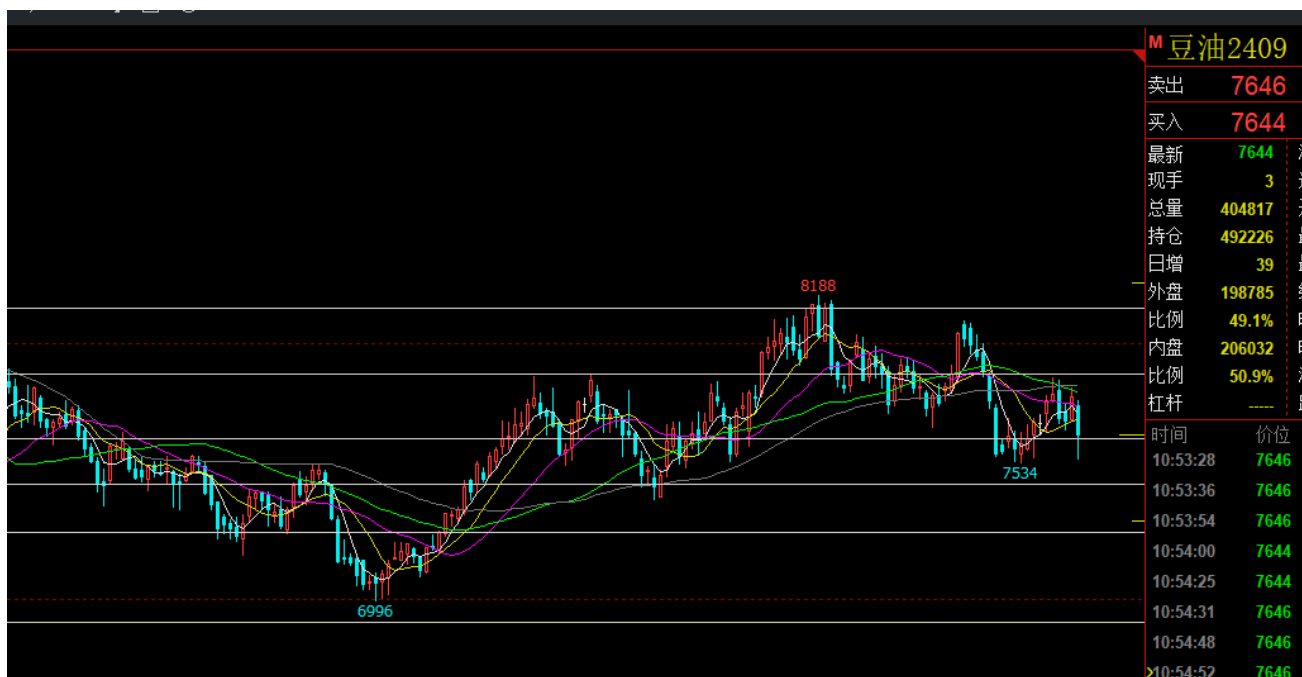 8188
7534
6996
M 豆油2409
卖出 7646
买入 7644
最新 7644
现手 3
总量 404817
持仓 492226
日增 39
外盘 198785
比例 49.1%
内盘 206032
比例 50.9%
杠杆 -----
时间 价位
10:53:28 7646
10:53:36 7646
10:53:54 7646
10:54:00 7644
10:54:25 7644
10:54:31 7646
10:54:48 7646
10:54:52 7646